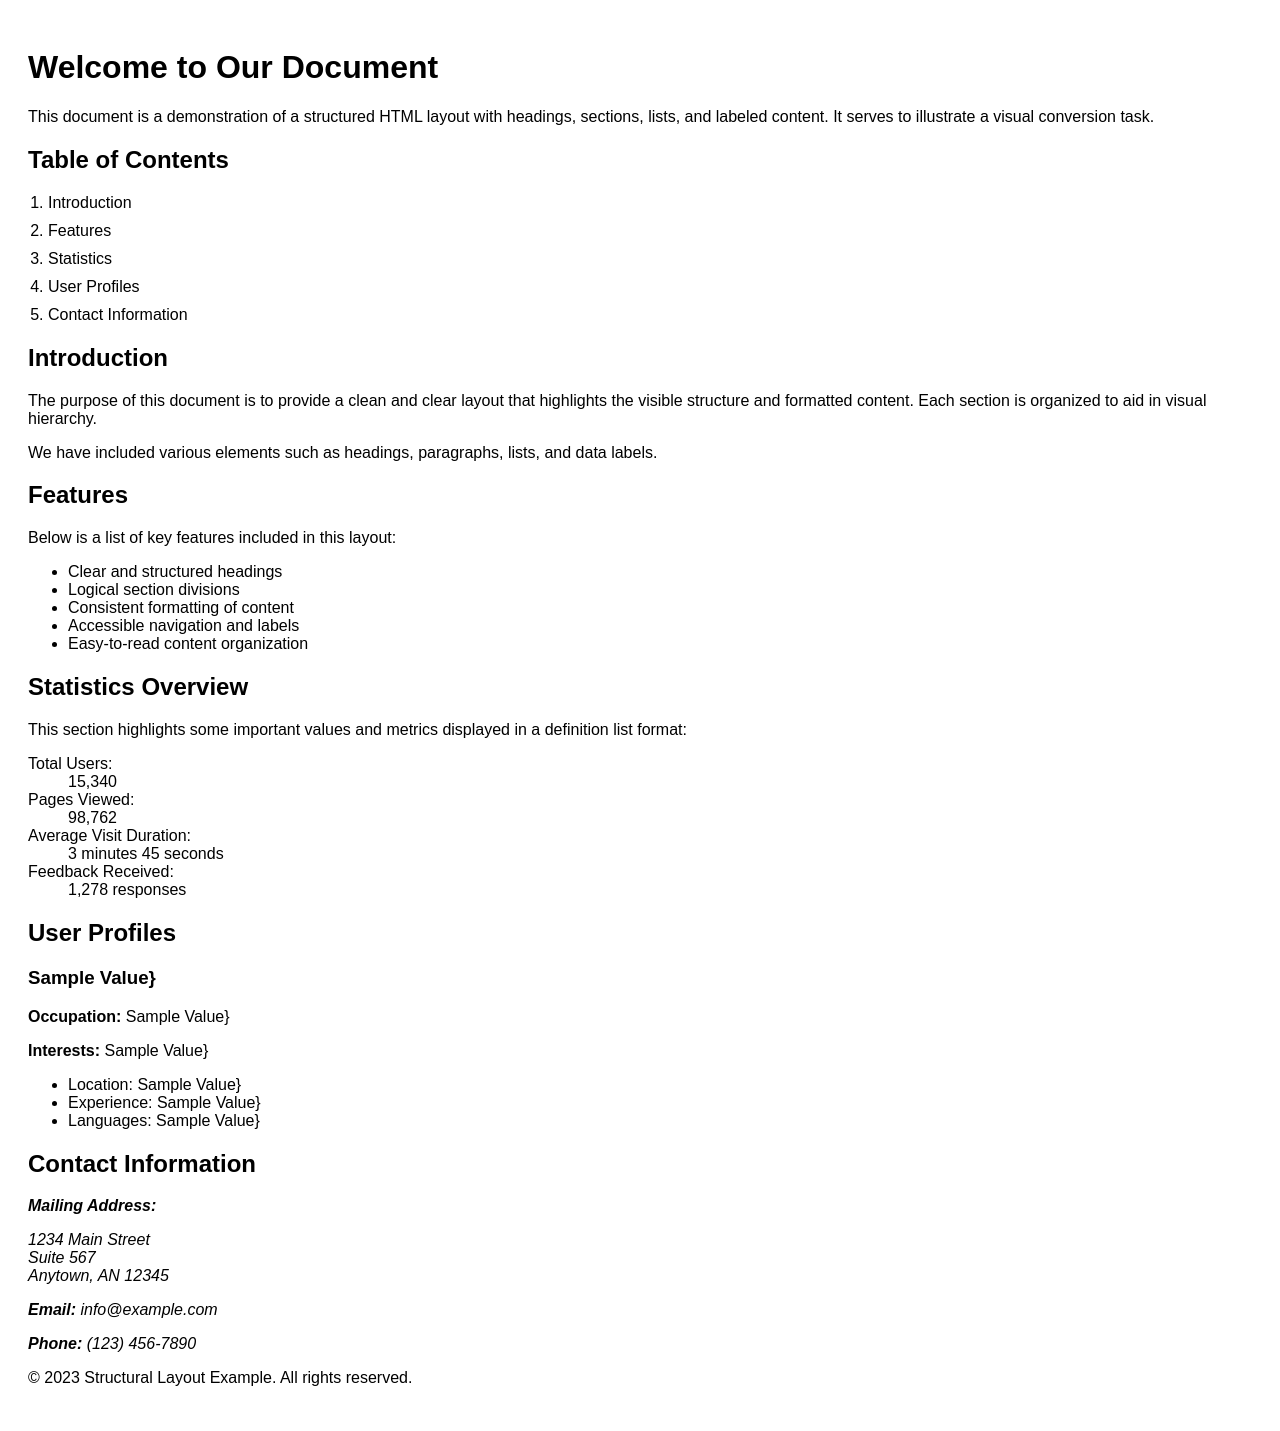 Welcome to Our Document
This document is a demonstration of a structured HTML layout with headings, sections, lists, and labeled content. It serves to illustrate a visual conversion task.
Table of Contents
1. Introduction
2. Features
3. Statistics
4. User Profiles
5. Contact Information
Introduction
The purpose of this document is to provide a clean and clear layout that highlights the visible structure and formatted content. Each section is organized to aid in visual
hierarchy.
We have included various elements such as headings, paragraphs, lists, and data labels.
Features
Below is a list of key features included in this layout:
• Clear and structured headings
• Logical section divisions
• Consistent formatting of content
• Accessible navigation and labels
• Easy-to-read content organization
Statistics Overview
This section highlights some important values and metrics displayed in a definition list format:
Total Users:
15,340
Pages Viewed:
98,762
Average Visit Duration:
3 minutes 45 seconds
Feedback Received:
1,278 responses
User Profiles
Sample Value}
Occupation: Sample Value}
Interests: Sample Value}
• Location: Sample Value}
• Experience: Sample Value}
• Languages: Sample Value}
Contact Information
Mailing Address:
1234 Main Street
Suite 567
Anytown, AN 12345
Email: info@example.com
Phone: (123) 456-7890
© 2023 Structural Layout Example. All rights reserved.